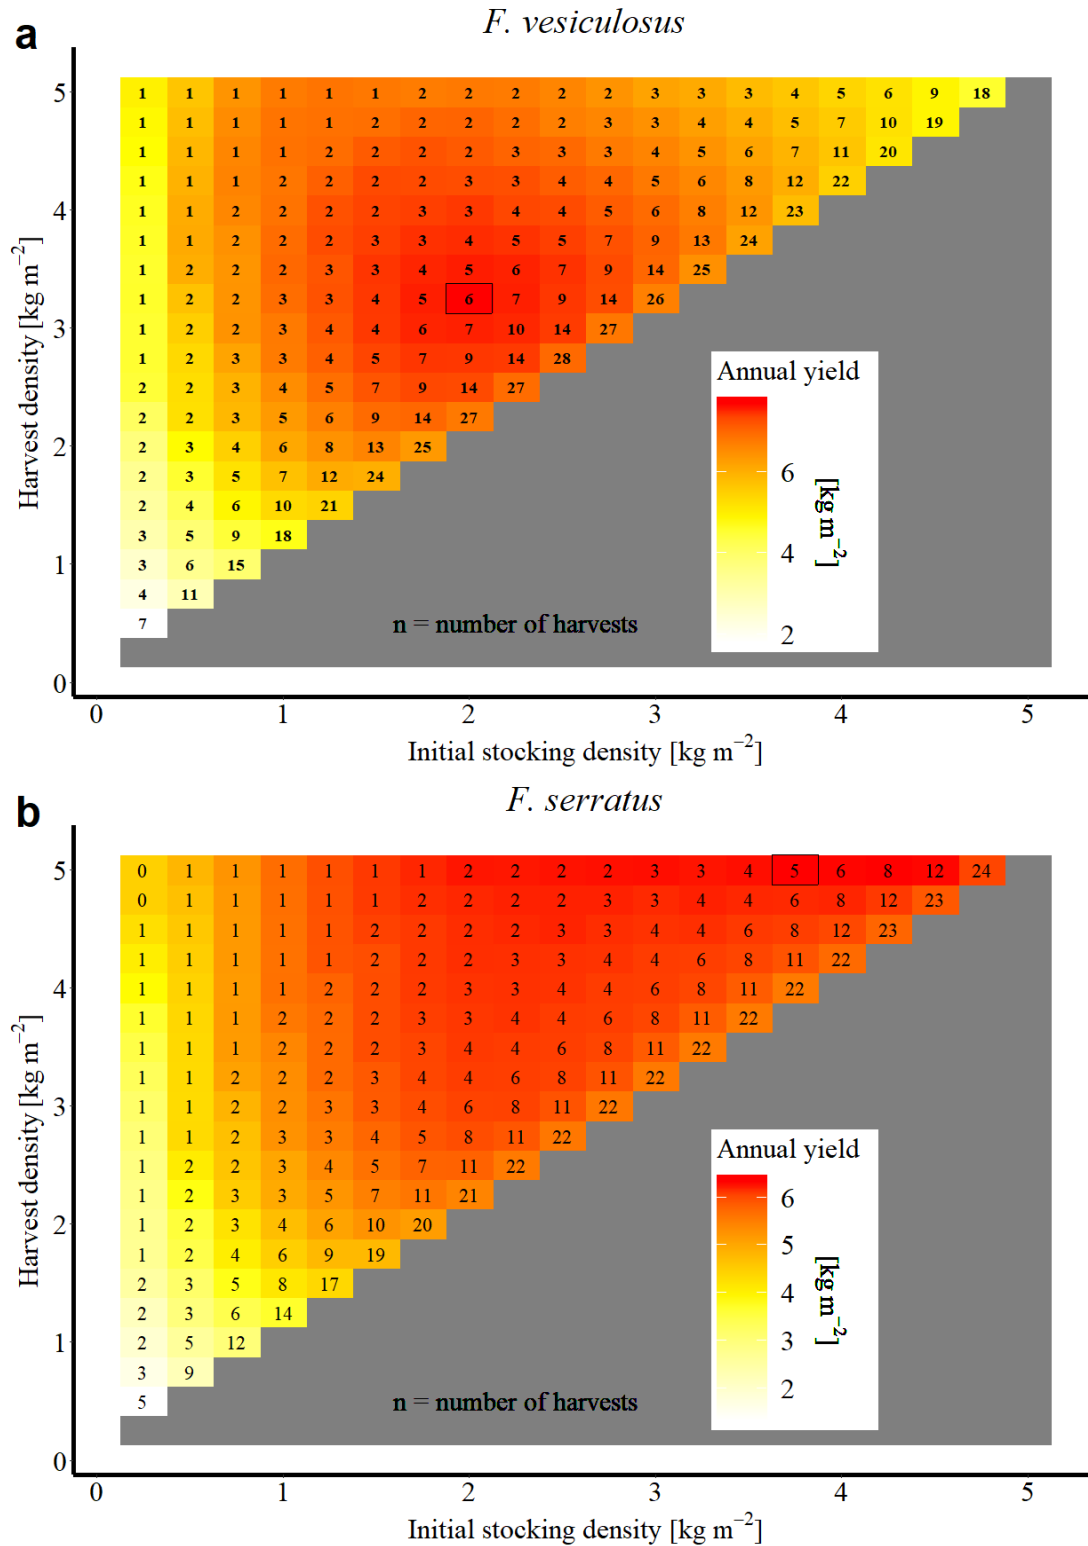 a
F. vesiculosus
5 1 1 1 1 1 1 2 2 2 2 2 3 3 3 4 5 6 9 18
1 1 1 1 1 2 2 2 2 2 3 3 4 4 5 7 10 19
1 1 1 1 2 2 2 2 3 3 3 4 5 6 7 11 20
1 1 1 2 2 2 2 3 3 4 4 5 6 8 12 22
4 1 1 2 2 2 2 3 3 4 4 5 6 8 12 23
1 1 2 2 2 3 3 4 5 5 7 9 13 24
1 2 2 2 3 3 4 5 6 7 9 14 25
1 2 2 3 3 4 5 6 7 9 14 26
3 1 2 2 3 4 4 6 7 10 14 27
1 2 3 3 4 5 7 9 14 28
2 2 3 4 5 7 9 14 27
2 2 3 5 6 9 14 27
2 2 3 4 6 8 13 25
2 3 5 7 12 24
2 4 6 10 21
3 5 9 18
1 3 6 15
4 11
7
0
Harvest density [kg m−2]
Annual yield
6
4
2
[kg m−2]
n = number of harvests
0 1 2 3 4 5
Initial stocking density [kg m−2]
b
F. serratus
5 0 1 1 1 1 1 1 2 2 2 2 3 3 4 5 6 8 12 24
0 1 1 1 1 1 2 2 2 2 3 3 4 4 6 8 12 23
1 1 1 1 1 2 2 2 2 3 3 4 4 6 8 12 23
1 1 1 1 1 2 2 2 3 3 4 4 6 8 11 22
4 1 1 1 1 2 2 2 3 3 4 4 6 8 11 22
1 1 1 2 2 2 3 3 4 4 6 8 11 22
1 1 1 2 2 2 3 4 4 6 8 11 22
1 1 2 2 2 3 4 4 6 8 11 22
3 1 1 2 2 3 3 4 6 8 11 22
1 1 2 3 3 4 5 8 11 22
1 2 2 3 4 5 7 11 22
1 2 3 3 5 7 11 21
2 1 2 3 4 6 10 20
1 2 4 6 9 19
2 3 5 8 17
2 3 6 14
1 2 5 12
3 9
5
0
Harvest density [kg m−2]
Annual yield
6
5
4
3
2
[kg m−2]
n = number of harvests
0 1 2 3 4 5
Initial stocking density [kg m−2]